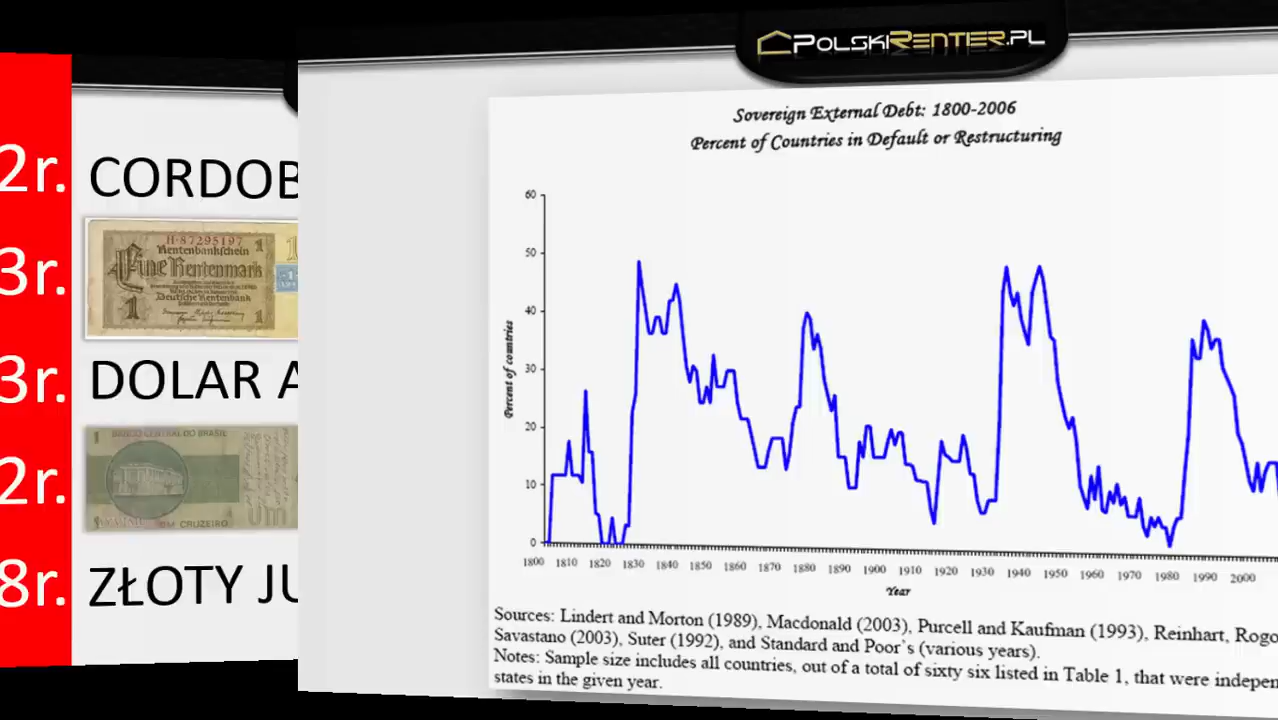 POLSKIRENTIER.PL
2r. CORDOB
3r.
H·87295197
Rentenbankschein
Eine Rentenmark
Deutsche Rentenbank
1
3r. DOLAR A
2r.
BANCO CENTRAL DO BRASIL
UM CRUZEIRO
Um
8r. ZŁOTY JU
Sovereign External Debt: 1800-2006
Percent of Countries in Default or Restructuring
Percent of countries
60
50
40
30
20
10
0
1800 1810 1820 1830 1840 1850 1860 1870 1880 1890 1900 1910 1920 1930 1940 1950 1960 1970 1980 1990 2000
Year
Sources: Lindert and Morton (1989), Macdonald (2003), Purcell and Kaufman (1993), Reinhart, Rogo
Savastano (2003), Suter (1992), and Standard and Poor`s (various years).
Notes: Sample size includes all countries, out of a total of sixty six listed in Table 1, that were indepen
states in the given year.